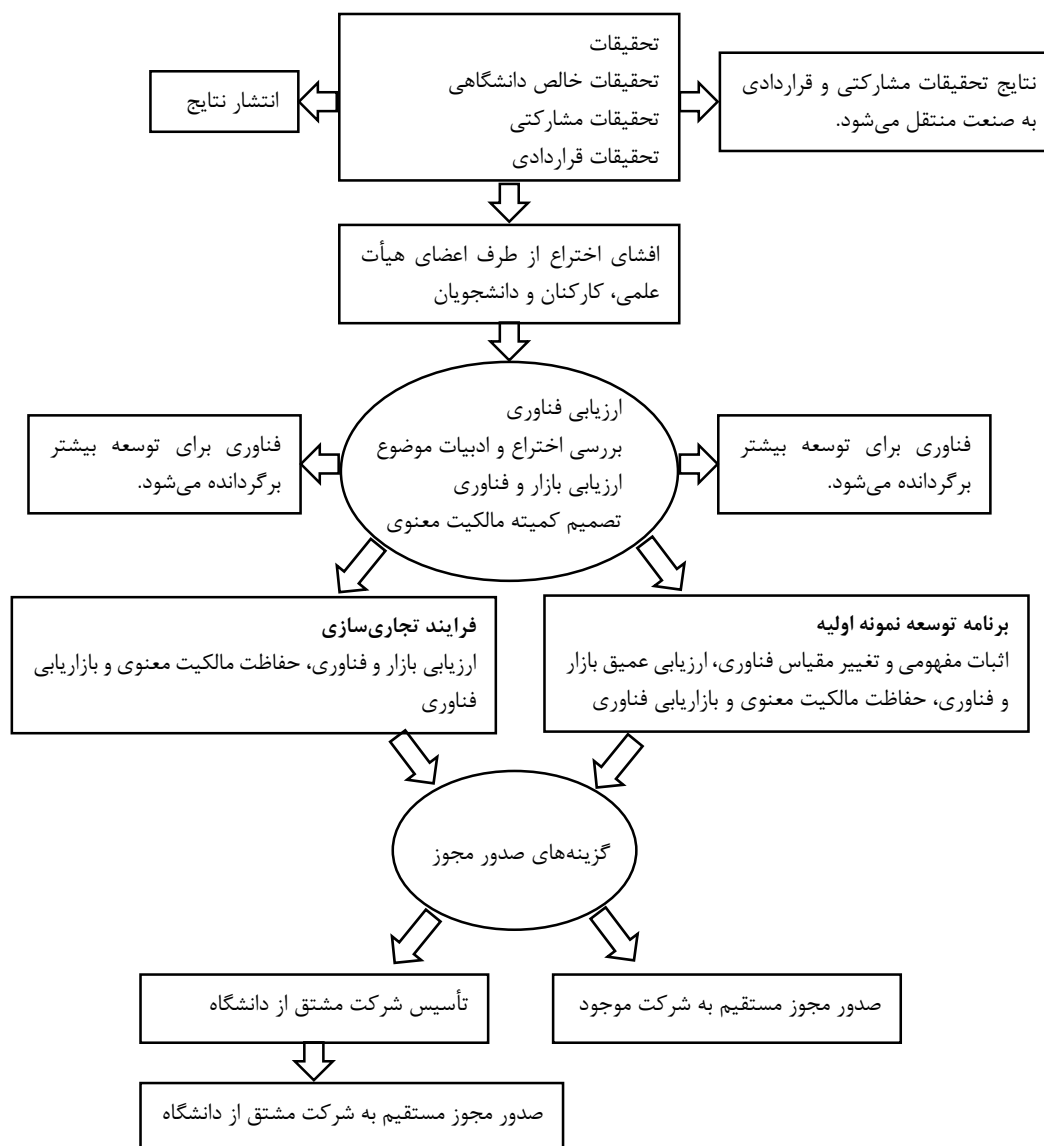 تحقیقات
تحقیقات خالص دانشگاهی
تحقیقات مشارکتی
تحقیقات قراردادی
نتایج تحقیقات مشارکتی و قراردادی
به صنعت منتقل می‌شود.
انتشار نتایج
افشای اختراع از طرف اعضای هیأت
علمی، کارکنان و دانشجویان
ارزیابی فناوری
بررسی اختراع و ادبیات موضوع
ارزیابی بازار و فناوری
تصمیم کمیته مالکیت معنوی
فناوری برای توسعه بیشتر
برگردانده می‌شود.
فناوری برای توسعه بیشتر
برگردانده می‌شود.
برنامه توسعه نمونه اولیه
اثبات مفهومی و تغییر مقیاس فناوری، ارزیابی عمیق بازار
و فناوری، حفاظت مالکیت معنوی و بازاریابی فناوری
فرایند تجاری‌سازی
ارزیابی بازار و فناوری، حفاظت مالکیت معنوی و بازاریابی
فناوری
گزینه‌های صدور مجوز
صدور مجوز مستقیم به شرکت موجود
تأسیس شرکت مشتق از دانشگاه
صدور مجوز مستقیم به شرکت مشتق از دانشگاه